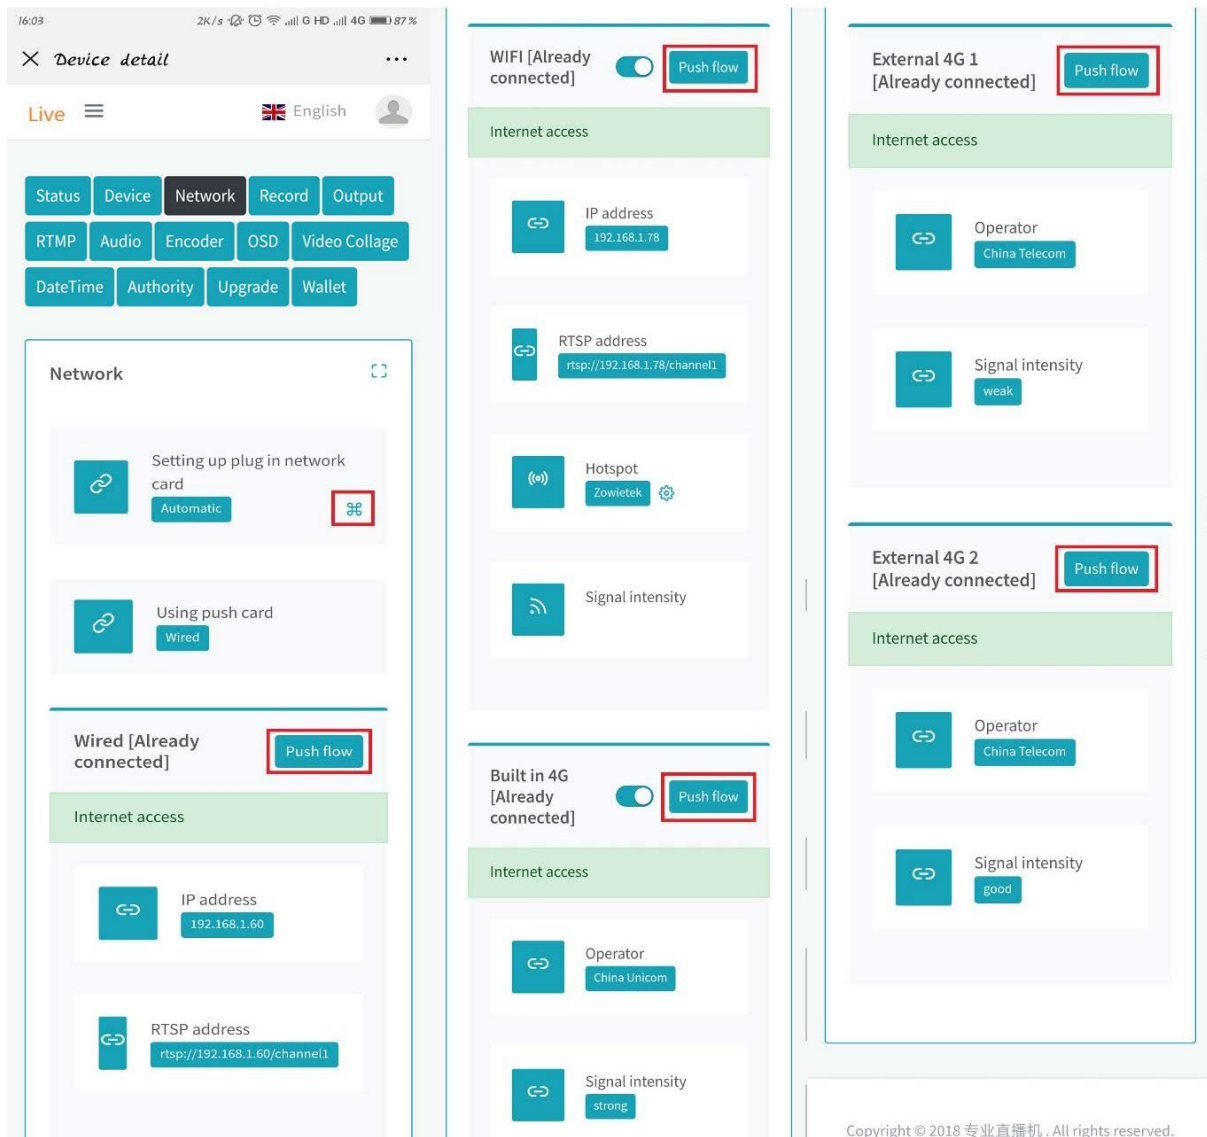 16:03
2K/s G HD 4G 87%
Device detail
Live
English
Status
Device
Network
Record
Output
RTMP
Audio
Encoder
OSD
Video Collage
DateTime
Authority
Upgrade
Wallet
Network
Setting up plug in network
card
Automatic
Using push card
Wired
Wired [Already
connected]
Push flow
Internet access
IP address
192.168.1.60
RTSP address
rtsp://192.168.1.60/channel1
WIFI [Already
connected]
Push flow
Internet access
IP address
192.168.1.78
RTSP address
rtsp://192.168.1.78/channel1
Hotspot
Zowietek
Signal intensity
Built in 4G
[Already
connected]
Push flow
Internet access
Operator
China Unicom
Signal intensity
strong
External 4G 1
[Already connected]
Push flow
Internet access
Operator
China Telecom
Signal intensity
weak
External 4G 2
[Already connected]
Push flow
Internet access
Operator
China Telecom
Signal intensity
good
Copyright © 2018 专业直播机 . All rights reserved.